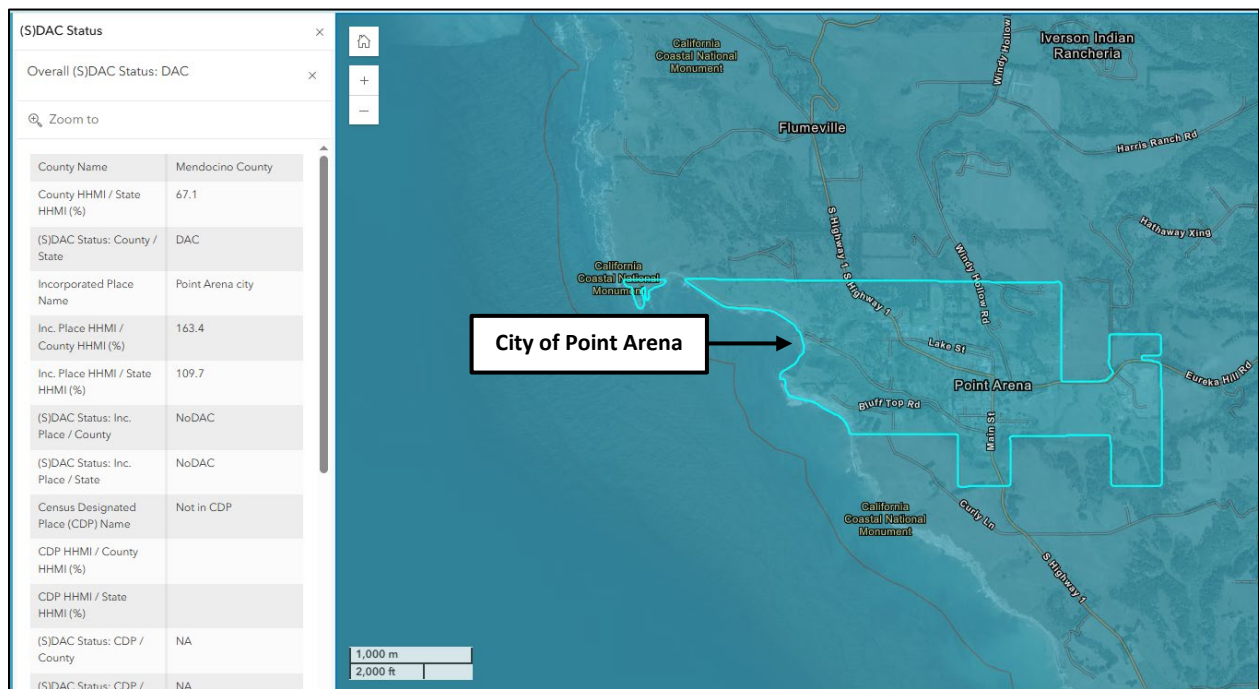 (S)DAC Status
Overall (S)DAC Status: DAC
Zoom to
County Name Mendocino County
County HHMI / State 67.1
HHMI (%)
(S)DAC Status: County / DAC
State
Incorporated Place Point Arena city
Name
Inc. Place HHMI / 163.4
County HHMI (%)
Inc. Place HHMI / State 109.7
HHMI (%)
(S)DAC Status: Inc. NoDAC
Place / County
(S)DAC Status: Inc. NoDAC
Place / State
Census Designated Not in CDP
Place (CDP) Name
CDP HHMI / County
HHMI (%)
CDP HHMI / State
HHMI (%)
(S)DAC Status: CDP / NA
County
(S)DAC Status: CDP / NA
California
Coastal National
Monument
Iverson Indian
Rancheria
Windy Hollow
Flumeville
Harris Ranch Rd
Hathaway Xing
S Highway 1
S Highway 1
Windy Hollow Rd
California
Coastal National
Monument
City of Point Arena
Lake St
Point Arena
Eureka Hill Rd
Bluff Top Rd
Main St
California
Coastal National
Monument
Curly Ln
S Highway 1
1,000 m
2,000 ft